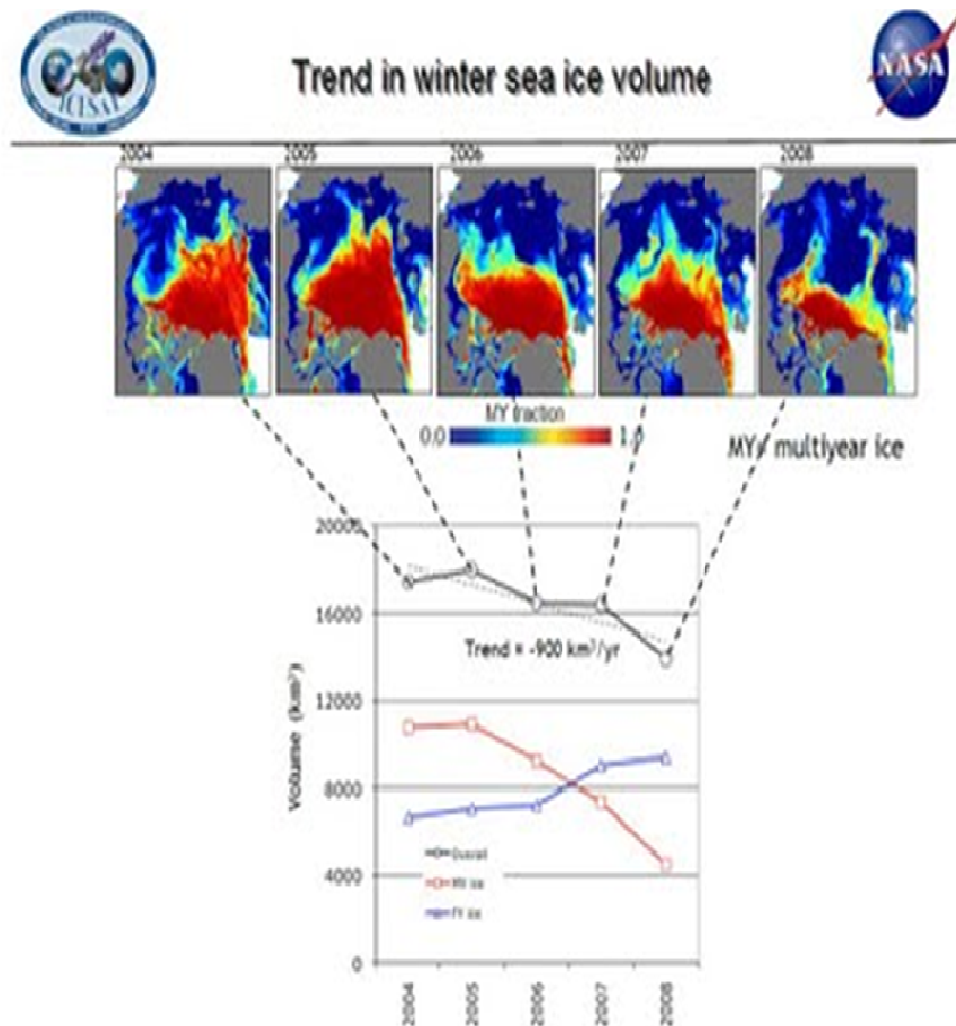 ICESAT
NASA
Trend in winter sea ice volume
2004
2005
2006
2007
2008
MY fraction
0.0
1.0
MY: multiyear ice
20000
16000
12000
8000
4000
0
Volume (km³)
Trend = -900 km³/yr
Overall
MY ice
FY ice
2004
2005
2006
2007
2008